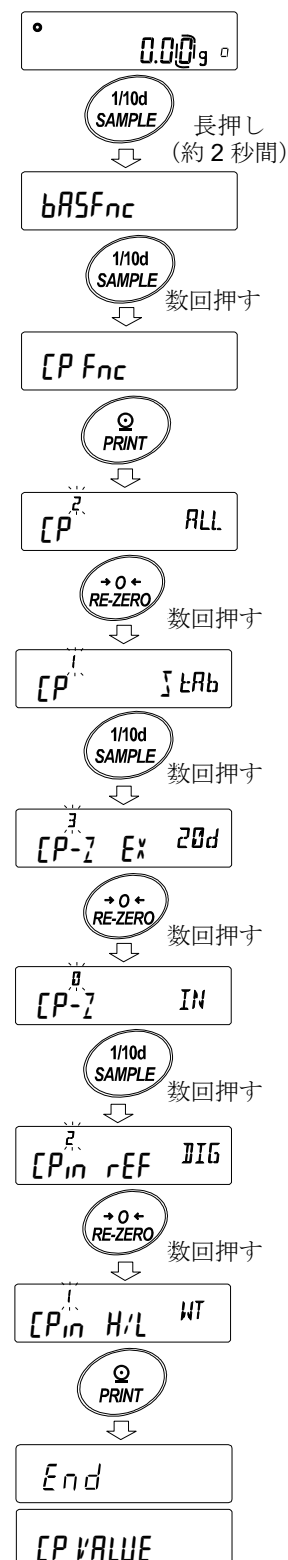 0.00g
1/10d
SAMPLE
長押し
（約2秒間）
bASFnc
1/10d
SAMPLE
数回押す
CP Fnc
PRINT
2
CP ALL
→0←
RE-ZERO
数回押す
1
CP StAb
1/10d
SAMPLE
数回押す
3
CP-Z Ex 20d
→0←
RE-ZERO
数回押す
0
CP-Z IN
1/10d
SAMPLE
数回押す
2
CPin rEF DIG
→0←
RE-ZERO
数回押す
1
CPin H/L WT
PRINT
End
CP VALUE